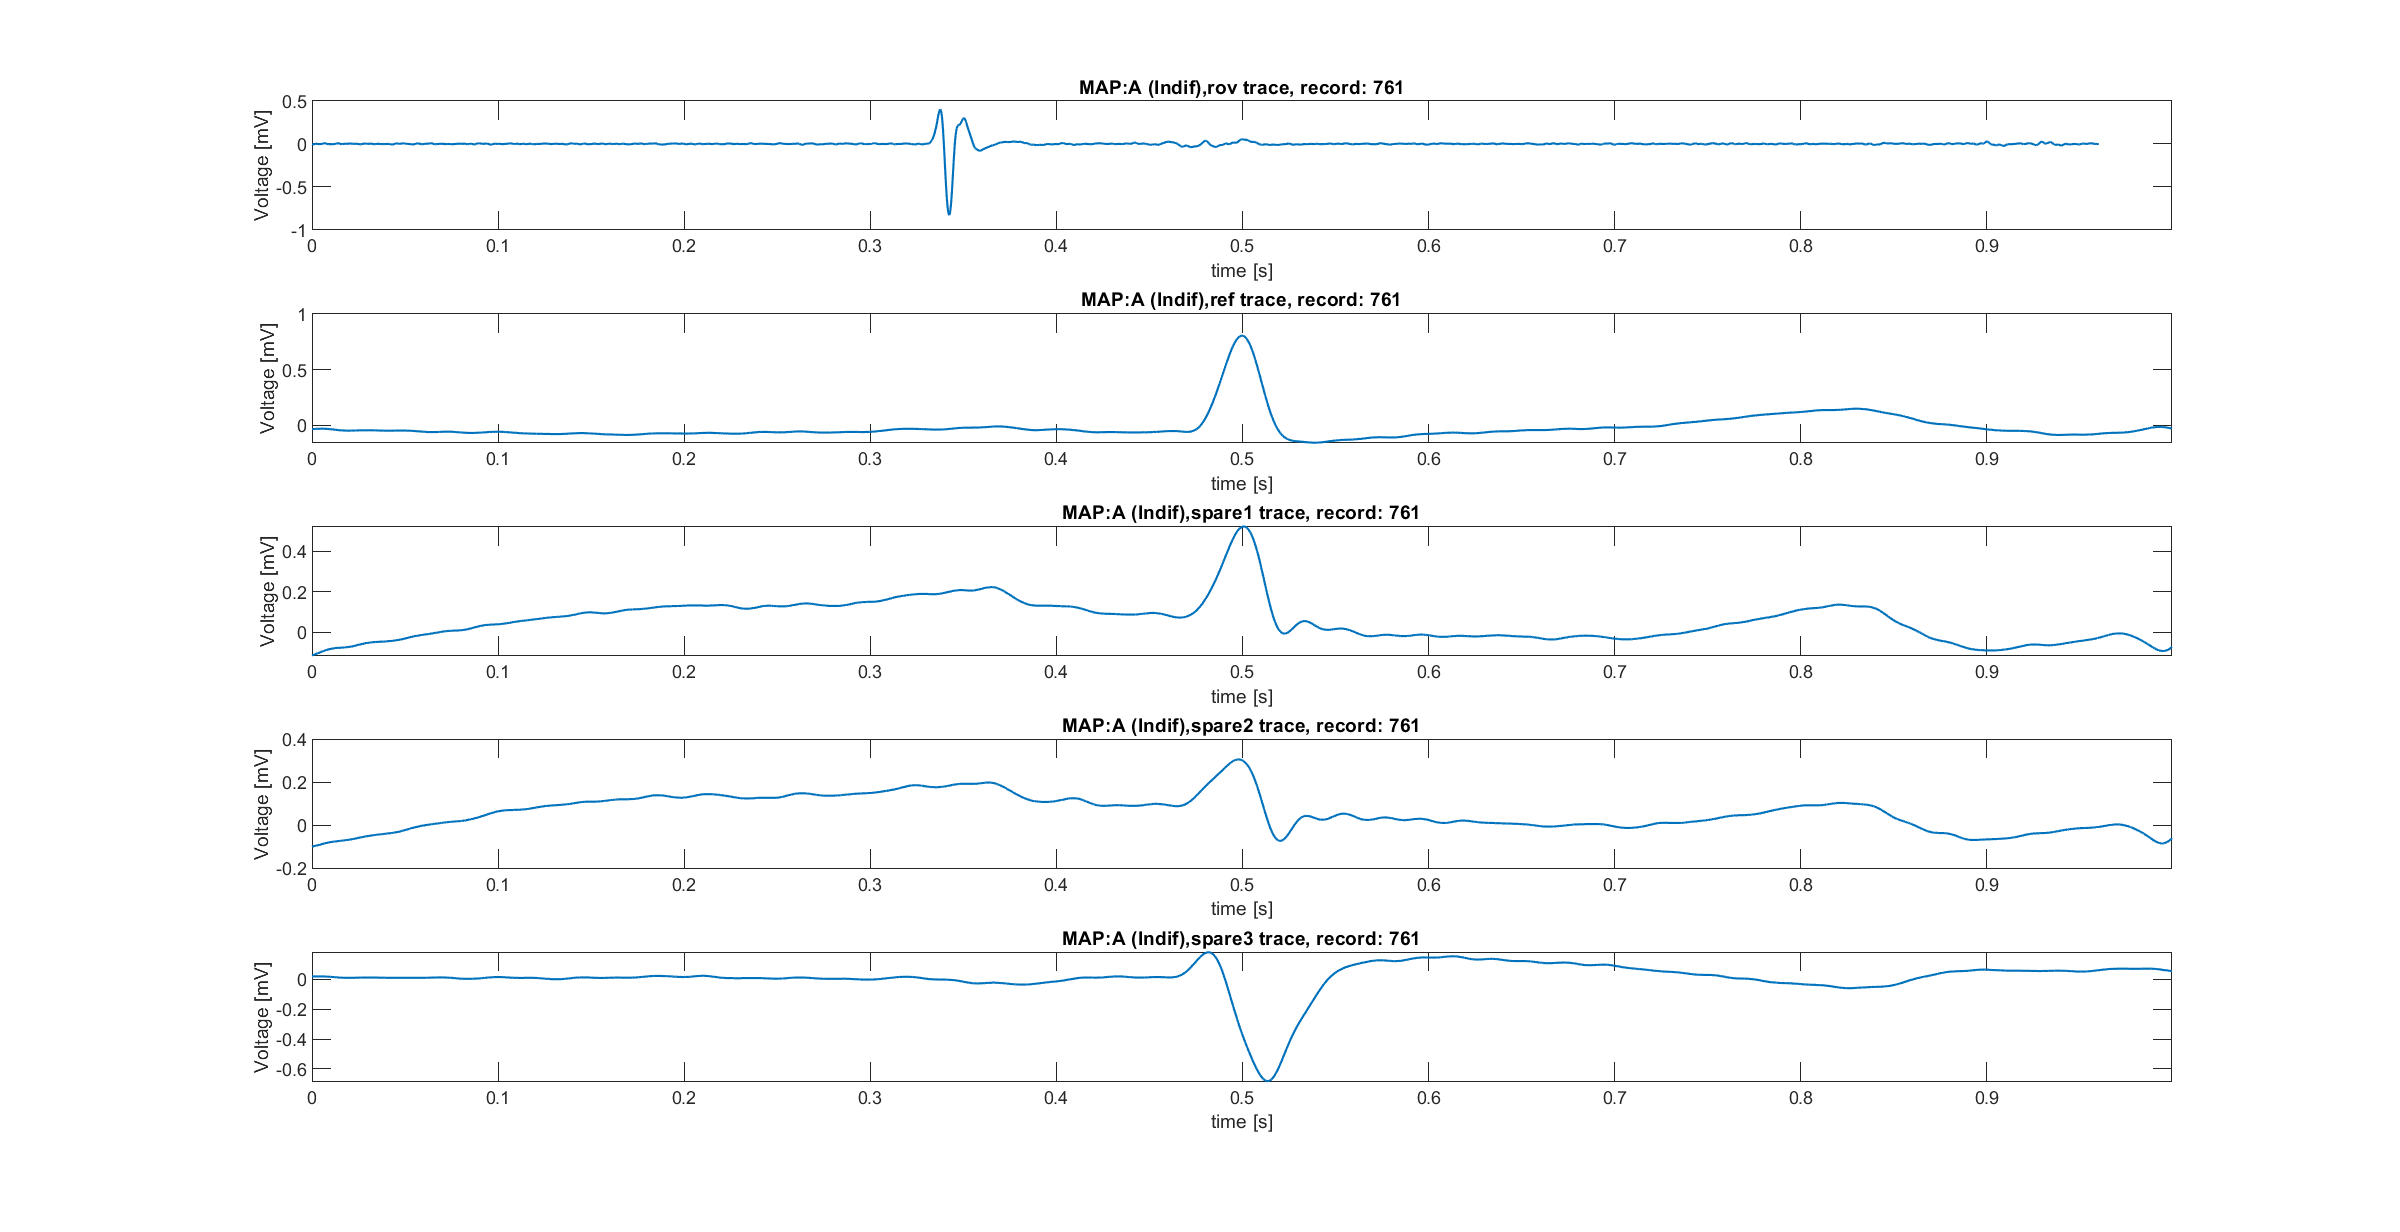 MAP:A (Indif),rov trace, record: 761
Voltage [mV]
0.5
0
-0.5
-1
0 0.1 0.2 0.3 0.4 0.5 0.6 0.7 0.8 0.9
time [s]
MAP:A (Indif),ref trace, record: 761
Voltage [mV]
1
0.5
0
0 0.1 0.2 0.3 0.4 0.5 0.6 0.7 0.8 0.9
time [s]
MAP:A (Indif),spare1 trace, record: 761
Voltage [mV]
0.4
0.2
0
0 0.1 0.2 0.3 0.4 0.5 0.6 0.7 0.8 0.9
time [s]
MAP:A (Indif),spare2 trace, record: 761
Voltage [mV]
0.4
0.2
0
-0.2
0 0.1 0.2 0.3 0.4 0.5 0.6 0.7 0.8 0.9
time [s]
MAP:A (Indif),spare3 trace, record: 761
Voltage [mV]
0
-0.2
-0.4
-0.6
0 0.1 0.2 0.3 0.4 0.5 0.6 0.7 0.8 0.9
time [s]